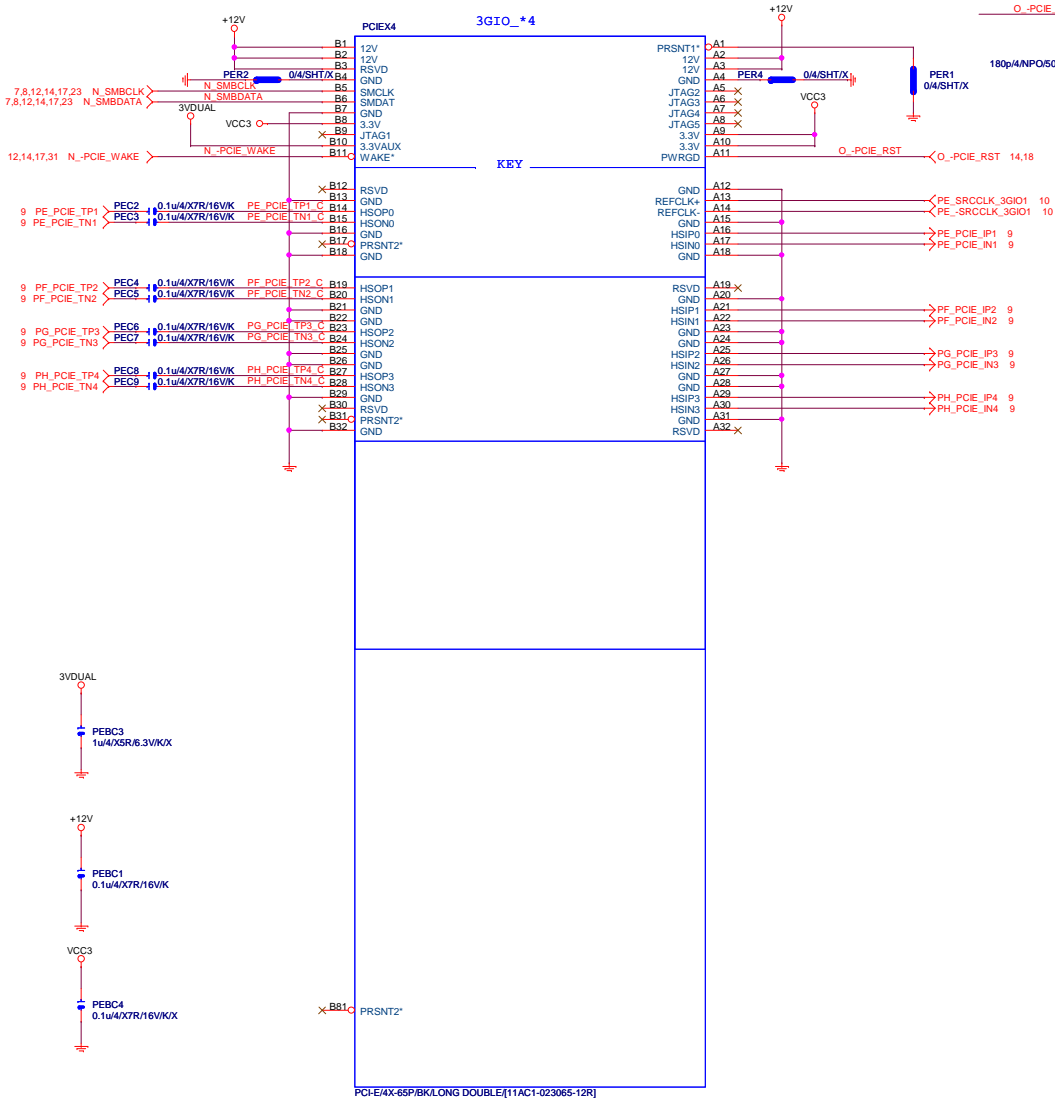 3GIO_*4
O_-PCIE_
+12V
PCIEX4
+12V
B1 12V
B2 12V
B3 RSVD
PER2 0/4/SHT/X B4 GND
7,8,12,14,17,23 N_SMBCLK N_SMBCLK B5 SMCLK
7,8,12,14,17,23 N_SMBDATA N_SMBDATA B6 SMDAT
3VDUAL B7 GND
VCC3 B8 3.3V
B9 JTAG1
B10 3.3VAUX
12,14,17,31 N_-PCIE_WAKE N_-PCIE_WAKE B11 WAKE*
PRSNT1* A1
12V A2
12V A3
GND A4 PER4 0/4/SHT/X
JTAG2 A5
JTAG3 A6
JTAG4 A7
JTAG5 A8
3.3V A9
3.3V A10
PWRGD A11 O_-PCIE_RST O_-PCIE_RST 14,18
VCC3
PER1
0/4/SHT/X
180p/4/NPO/50
KEY
B12 RSVD
B13 GND
9 PE_PCIE_TP1 PEC2 0.1u/4/X7R/16V/K PE_PCIE_TP1_C B14 HSOP0
9 PE_PCIE_TN1 PEC3 0.1u/4/X7R/16V/K PE_PCIE_TN1_C B15 HSON0
B16 GND
B17 PRSNT2*
B18 GND
GND A12
REFCLK+ A13 PE_SRCCLK_3GIO1 10
REFCLK- A14 PE_-SRCCLK_3GIO1 10
GND A15
HSIP0 A16 PE_PCIE_IP1 9
HSIN0 A17 PE_PCIE_IN1 9
GND A18
9 PF_PCIE_TP2 PEC4 0.1u/4/X7R/16V/K PF_PCIE_TP2_C B19 HSOP1
9 PF_PCIE_TN2 PEC5 0.1u/4/X7R/16V/K PF_PCIE_TN2_C B20 HSON1
B21 GND
B22 GND
9 PG_PCIE_TP3 PEC6 0.1u/4/X7R/16V/K PG_PCIE_TP3_C B23 HSOP2
9 PG_PCIE_TN3 PEC7 0.1u/4/X7R/16V/K PG_PCIE_TN3_C B24 HSON2
B25 GND
B26 GND
9 PH_PCIE_TP4 PEC8 0.1u/4/X7R/16V/K PH_PCIE_TP4_C B27 HSOP3
9 PH_PCIE_TN4 PEC9 0.1u/4/X7R/16V/K PH_PCIE_TN4_C B28 HSON3
B29 GND
B30 RSVD
B31 PRSNT2*
B32 GND
RSVD A19
GND A20
HSIP1 A21 PF_PCIE_IP2 9
HSIN1 A22 PF_PCIE_IN2 9
GND A23
GND A24
HSIP2 A25 PG_PCIE_IP3 9
HSIN2 A26 PG_PCIE_IN3 9
GND A27
GND A28
HSIP3 A29 PH_PCIE_IP4 9
HSIN3 A30 PH_PCIE_IN4 9
GND A31
RSVD A32
3VDUAL
PEBC3
1u/4/X5R/6.3V/K/X
+12V
PEBC1
0.1u/4/X7R/16V/K
VCC3
PEBC4
0.1u/4/X7R/16V/K/X
B81 PRSNT2*
PCI-E/4X-65P/BK/LONG DOUBLE/[11AC1-023065-12R]